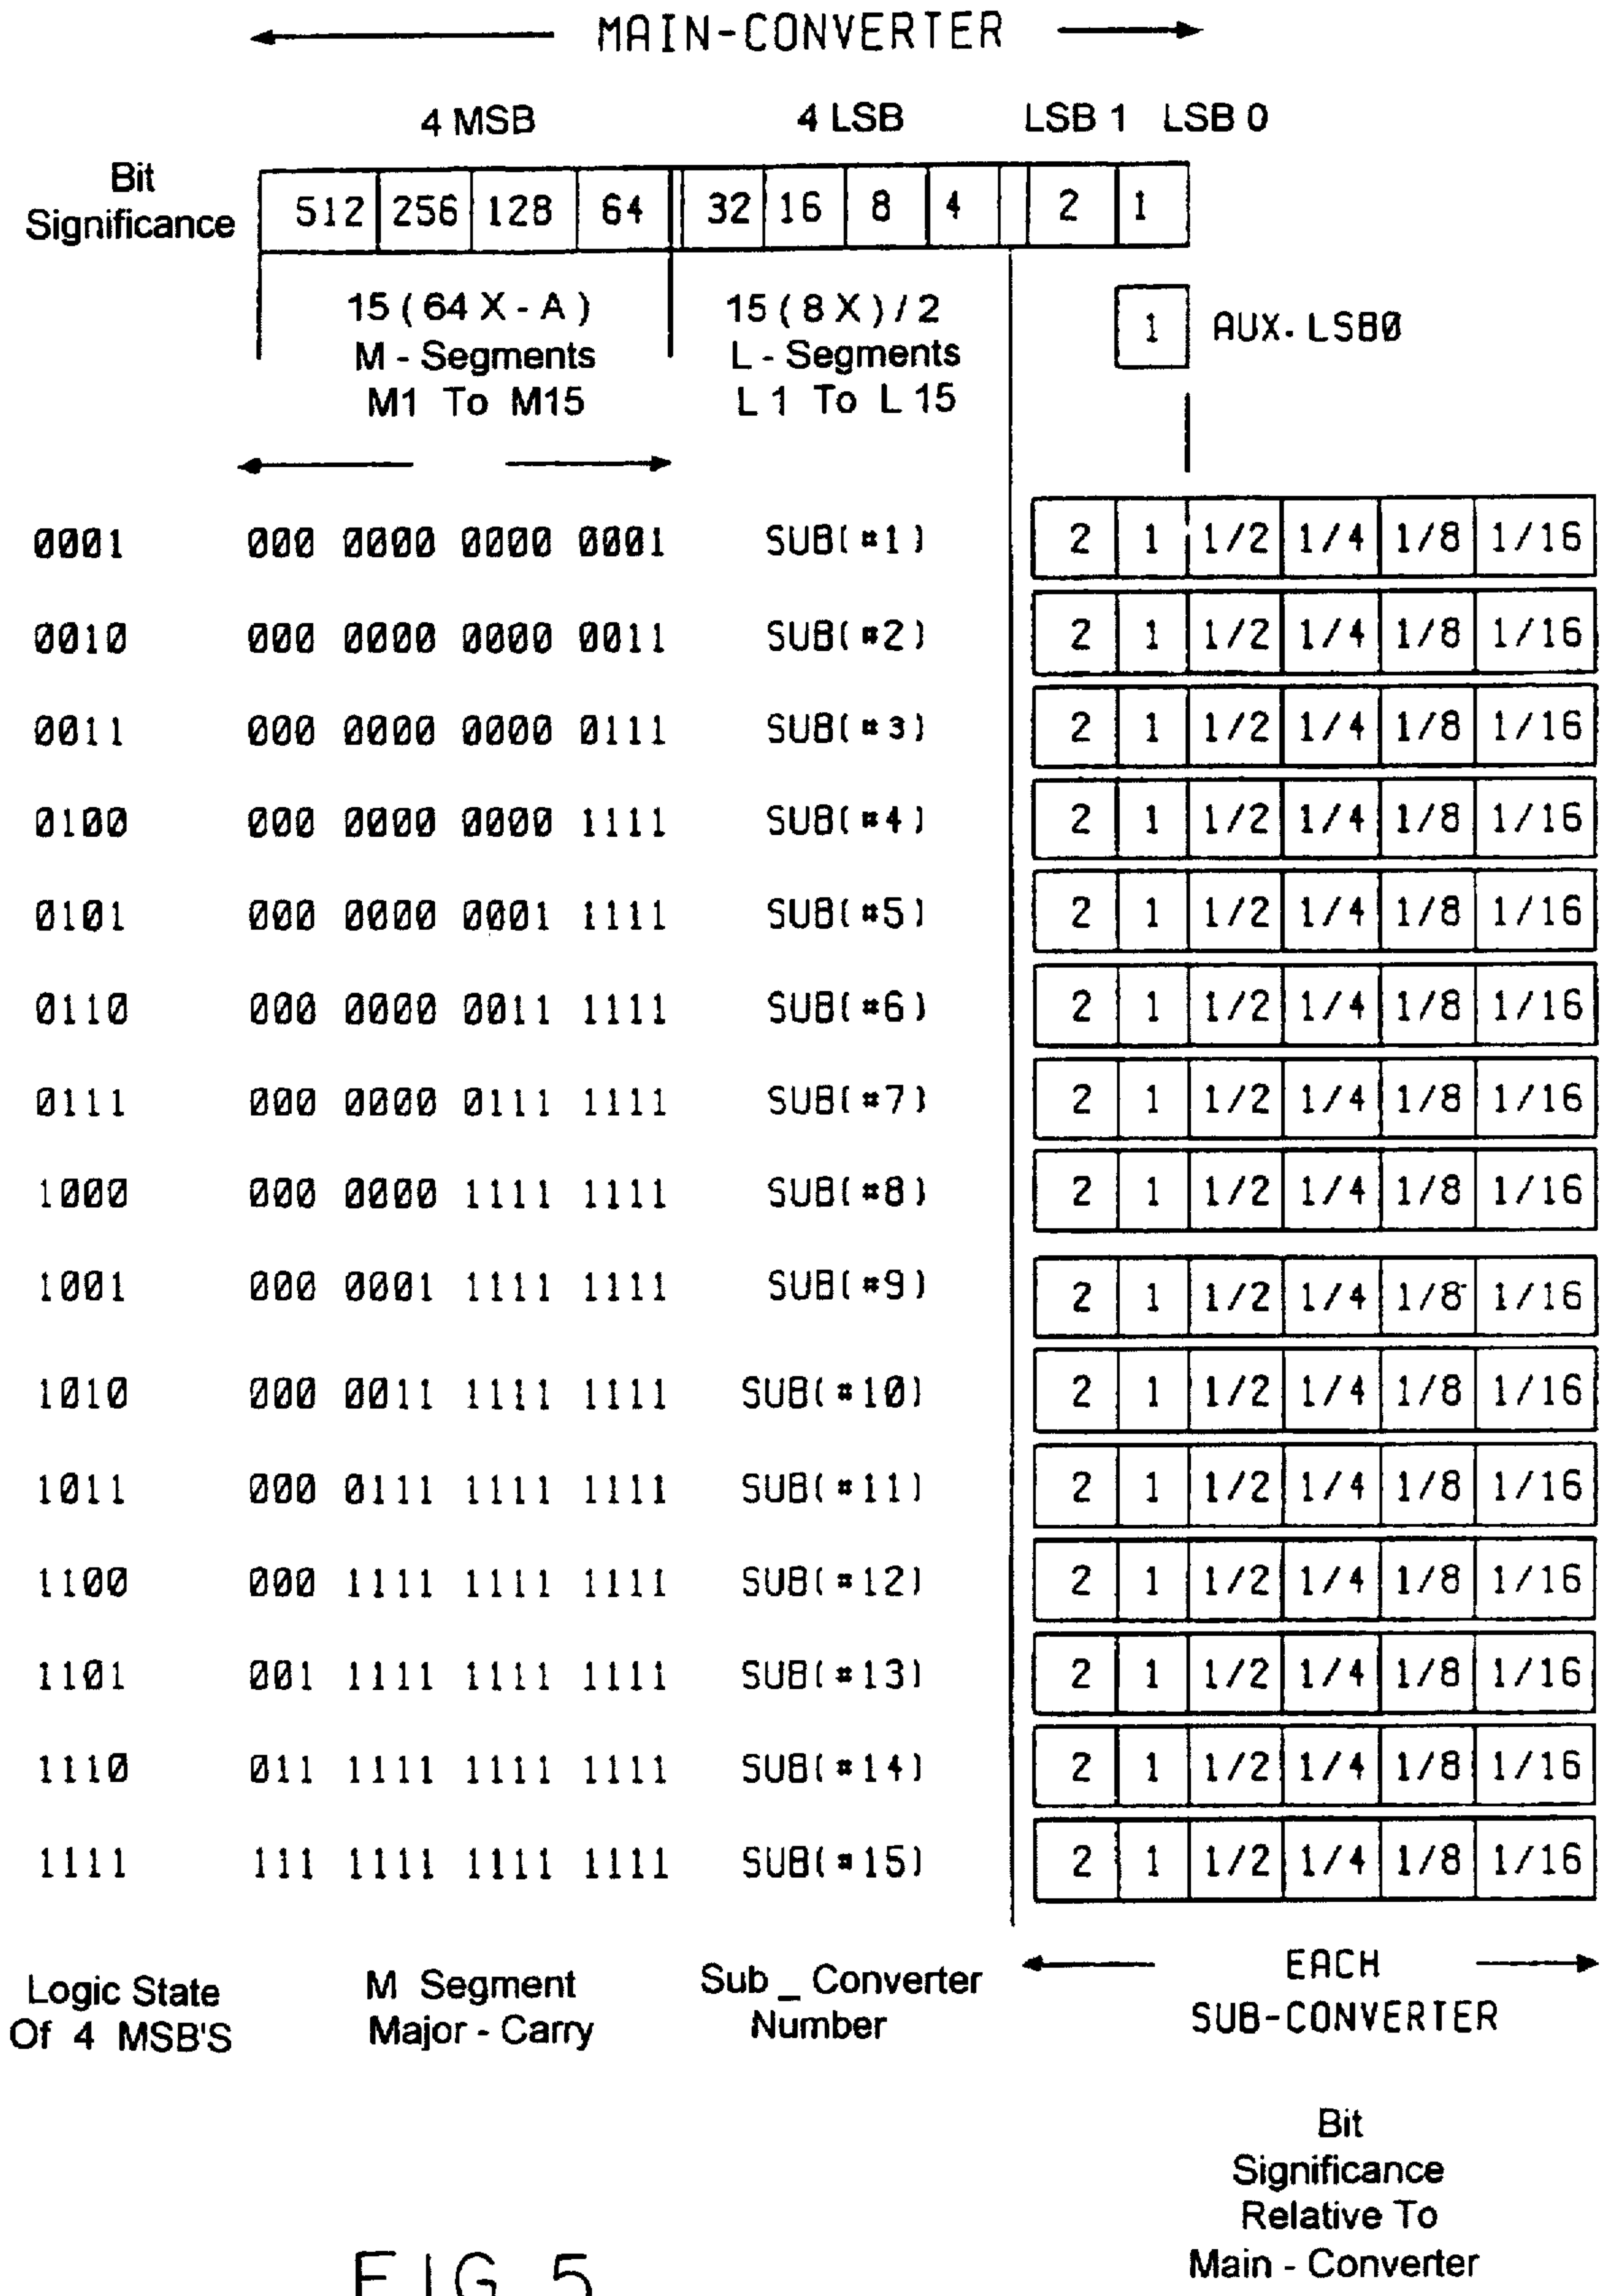 MAIN-CONVERTER
4 MSB 4 LSB LSB 1 LSB 0
Bit
Significance
512 256 128 64 32 16 8 4 2 1
15 ( 64 X - A ) 15 ( 8 X ) / 2
M - Segments L - Segments
M1 To M15 L 1 To L 15
1 AUX. LSB0
0001 000 0000 0000 0001 SUB(#1) 2 1 1/2 1/4 1/8 1/16
0010 000 0000 0000 0011 SUB(#2) 2 1 1/2 1/4 1/8 1/16
0011 000 0000 0000 0111 SUB(#3) 2 1 1/2 1/4 1/8 1/16
0100 000 0000 0000 1111 SUB(#4) 2 1 1/2 1/4 1/8 1/16
0101 000 0000 0001 1111 SUB(#5) 2 1 1/2 1/4 1/8 1/16
0110 000 0000 0011 1111 SUB(#6) 2 1 1/2 1/4 1/8 1/16
0111 000 0000 0111 1111 SUB(#7) 2 1 1/2 1/4 1/8 1/16
1000 000 0000 1111 1111 SUB(#8) 2 1 1/2 1/4 1/8 1/16
1001 000 0001 1111 1111 SUB(#9) 2 1 1/2 1/4 1/8 1/16
1010 000 0011 1111 1111 SUB(#10) 2 1 1/2 1/4 1/8 1/16
1011 000 0111 1111 1111 SUB(#11) 2 1 1/2 1/4 1/8 1/16
1100 000 1111 1111 1111 SUB(#12) 2 1 1/2 1/4 1/8 1/16
1101 001 1111 1111 1111 SUB(#13) 2 1 1/2 1/4 1/8 1/16
1110 011 1111 1111 1111 SUB(#14) 2 1 1/2 1/4 1/8 1/16
1111 111 1111 1111 1111 SUB(#15) 2 1 1/2 1/4 1/8 1/16
Logic State
Of 4 MSB'S
M Segment
Major - Carry
Sub _ Converter
Number
EACH
SUB-CONVERTER
Bit
Significance
Relative To
Main - Converter
FIG 5